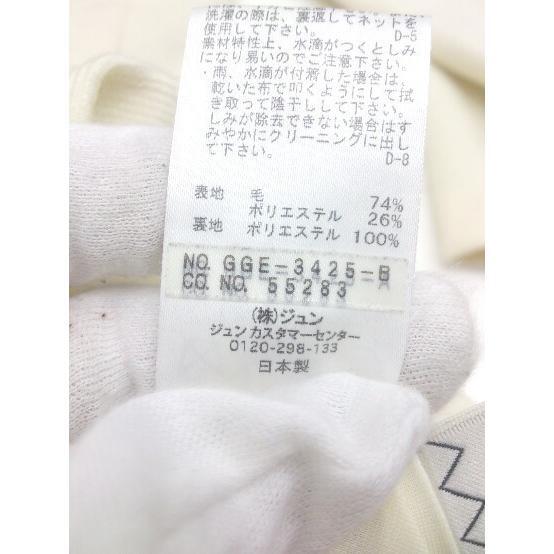 洗濯の際は、裏返してネットを
使用して下さい。 D-5
素材特性上、水滴がつくとしみ
になり易いのでご注意下さい。
・雨、水滴が付着した場合は、
乾いた布で叩くようにして拭
き取って陰干しして下さい。
しみが除去できない場合はす
みやかにクリーニングに出し
て下さい。 D-8
表地 毛 74%
ポリエステル 26%
裏地 ポリエステル 100%
NO. GGE-3425-B
CO. NO. 55283
(株)ジュン
ジュン カスタマーセンター
0120-298-133
日本製